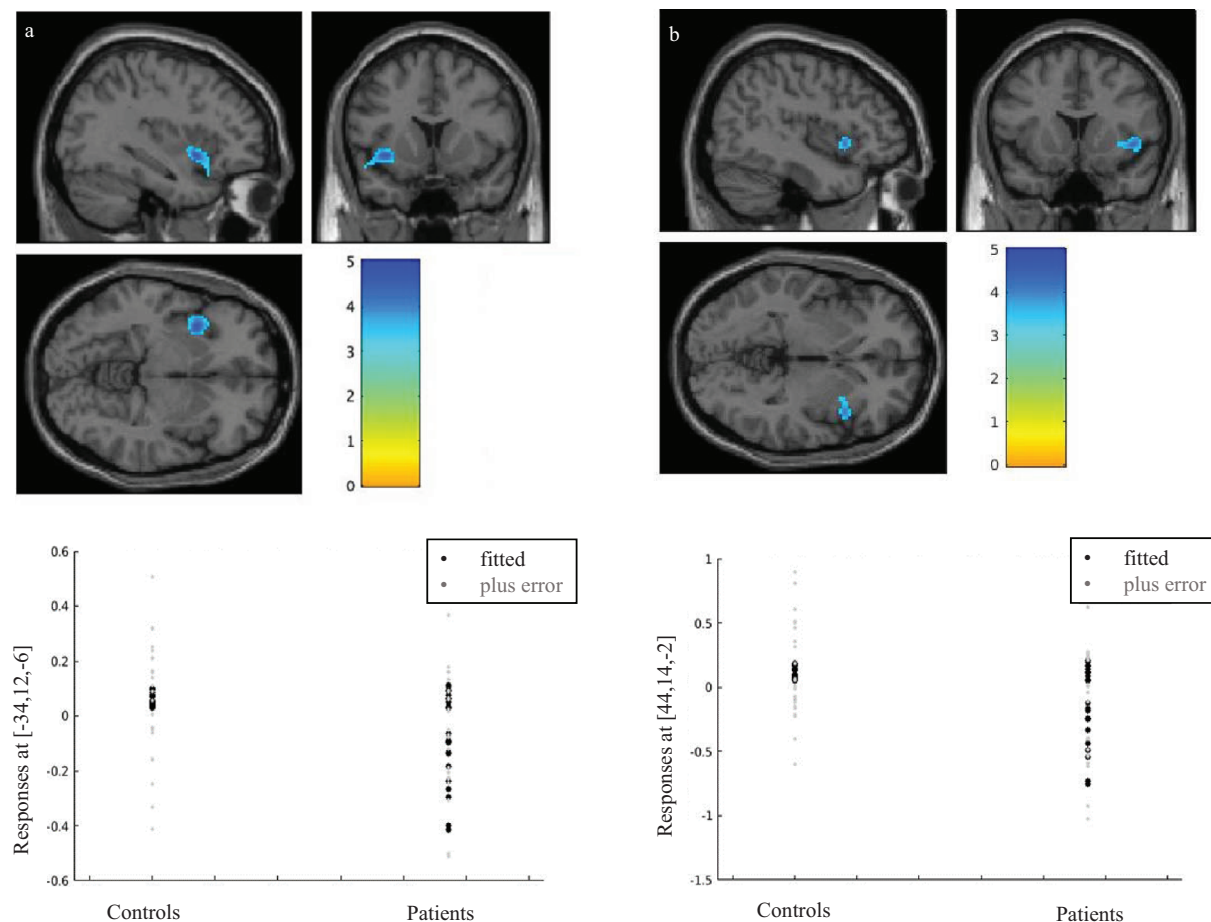 a
5
4
3
2
1
0
0.6
0.4
0.2
0
-0.2
-0.4
-0.6
Responses at [-34,12,-6]
fitted
plus error
Controls
Patients
b
5
4
3
2
1
0
1
0.5
0
-0.5
-1
-1.5
Responses at [44,14,-2]
fitted
plus error
Controls
Patients